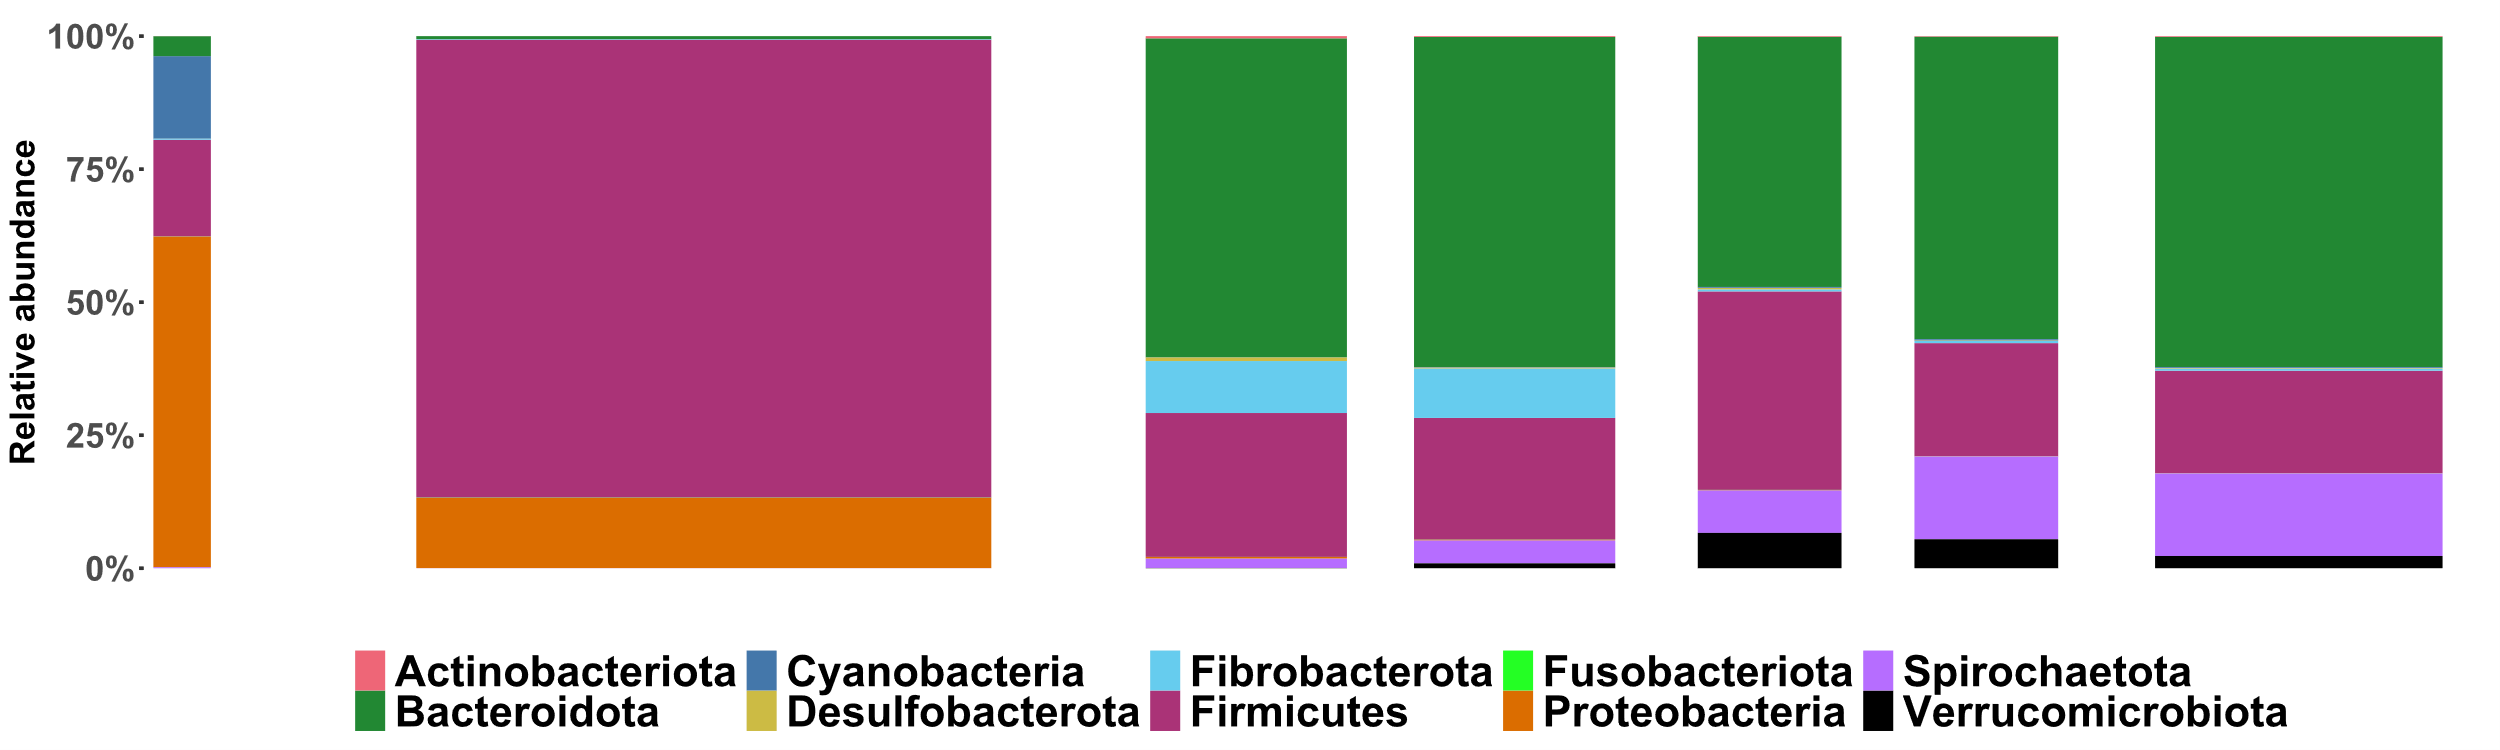 100%
75%
50%
25%
0%
Relative abundance
Actinobacteriota Cyanobacteria Fibrobacterota Fusobacteriota Spirochaetota
Bacteroidota Desulfobacterota Firmicutes Proteobacteria Verrucomicrobiota